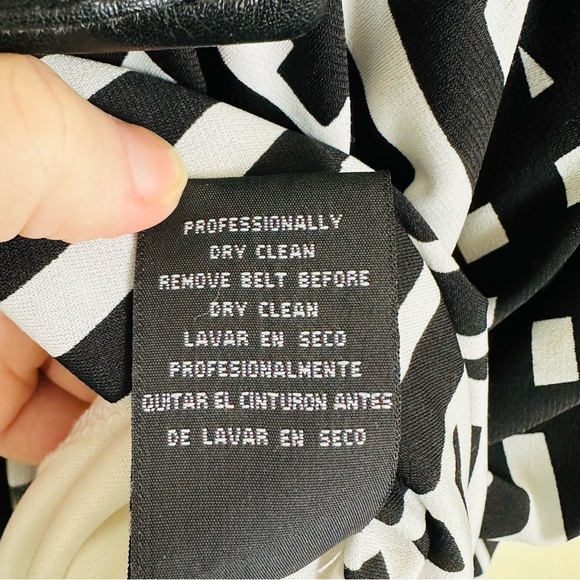 PROFESSIONALLY
DRY CLEAN
REMOVE BELT BEFORE
DRY CLEAN
LAVAR EN SECO
PROFESIONALMENTE
QUITAR EL CINTURON ANTES
DE LAVAR EN SECO